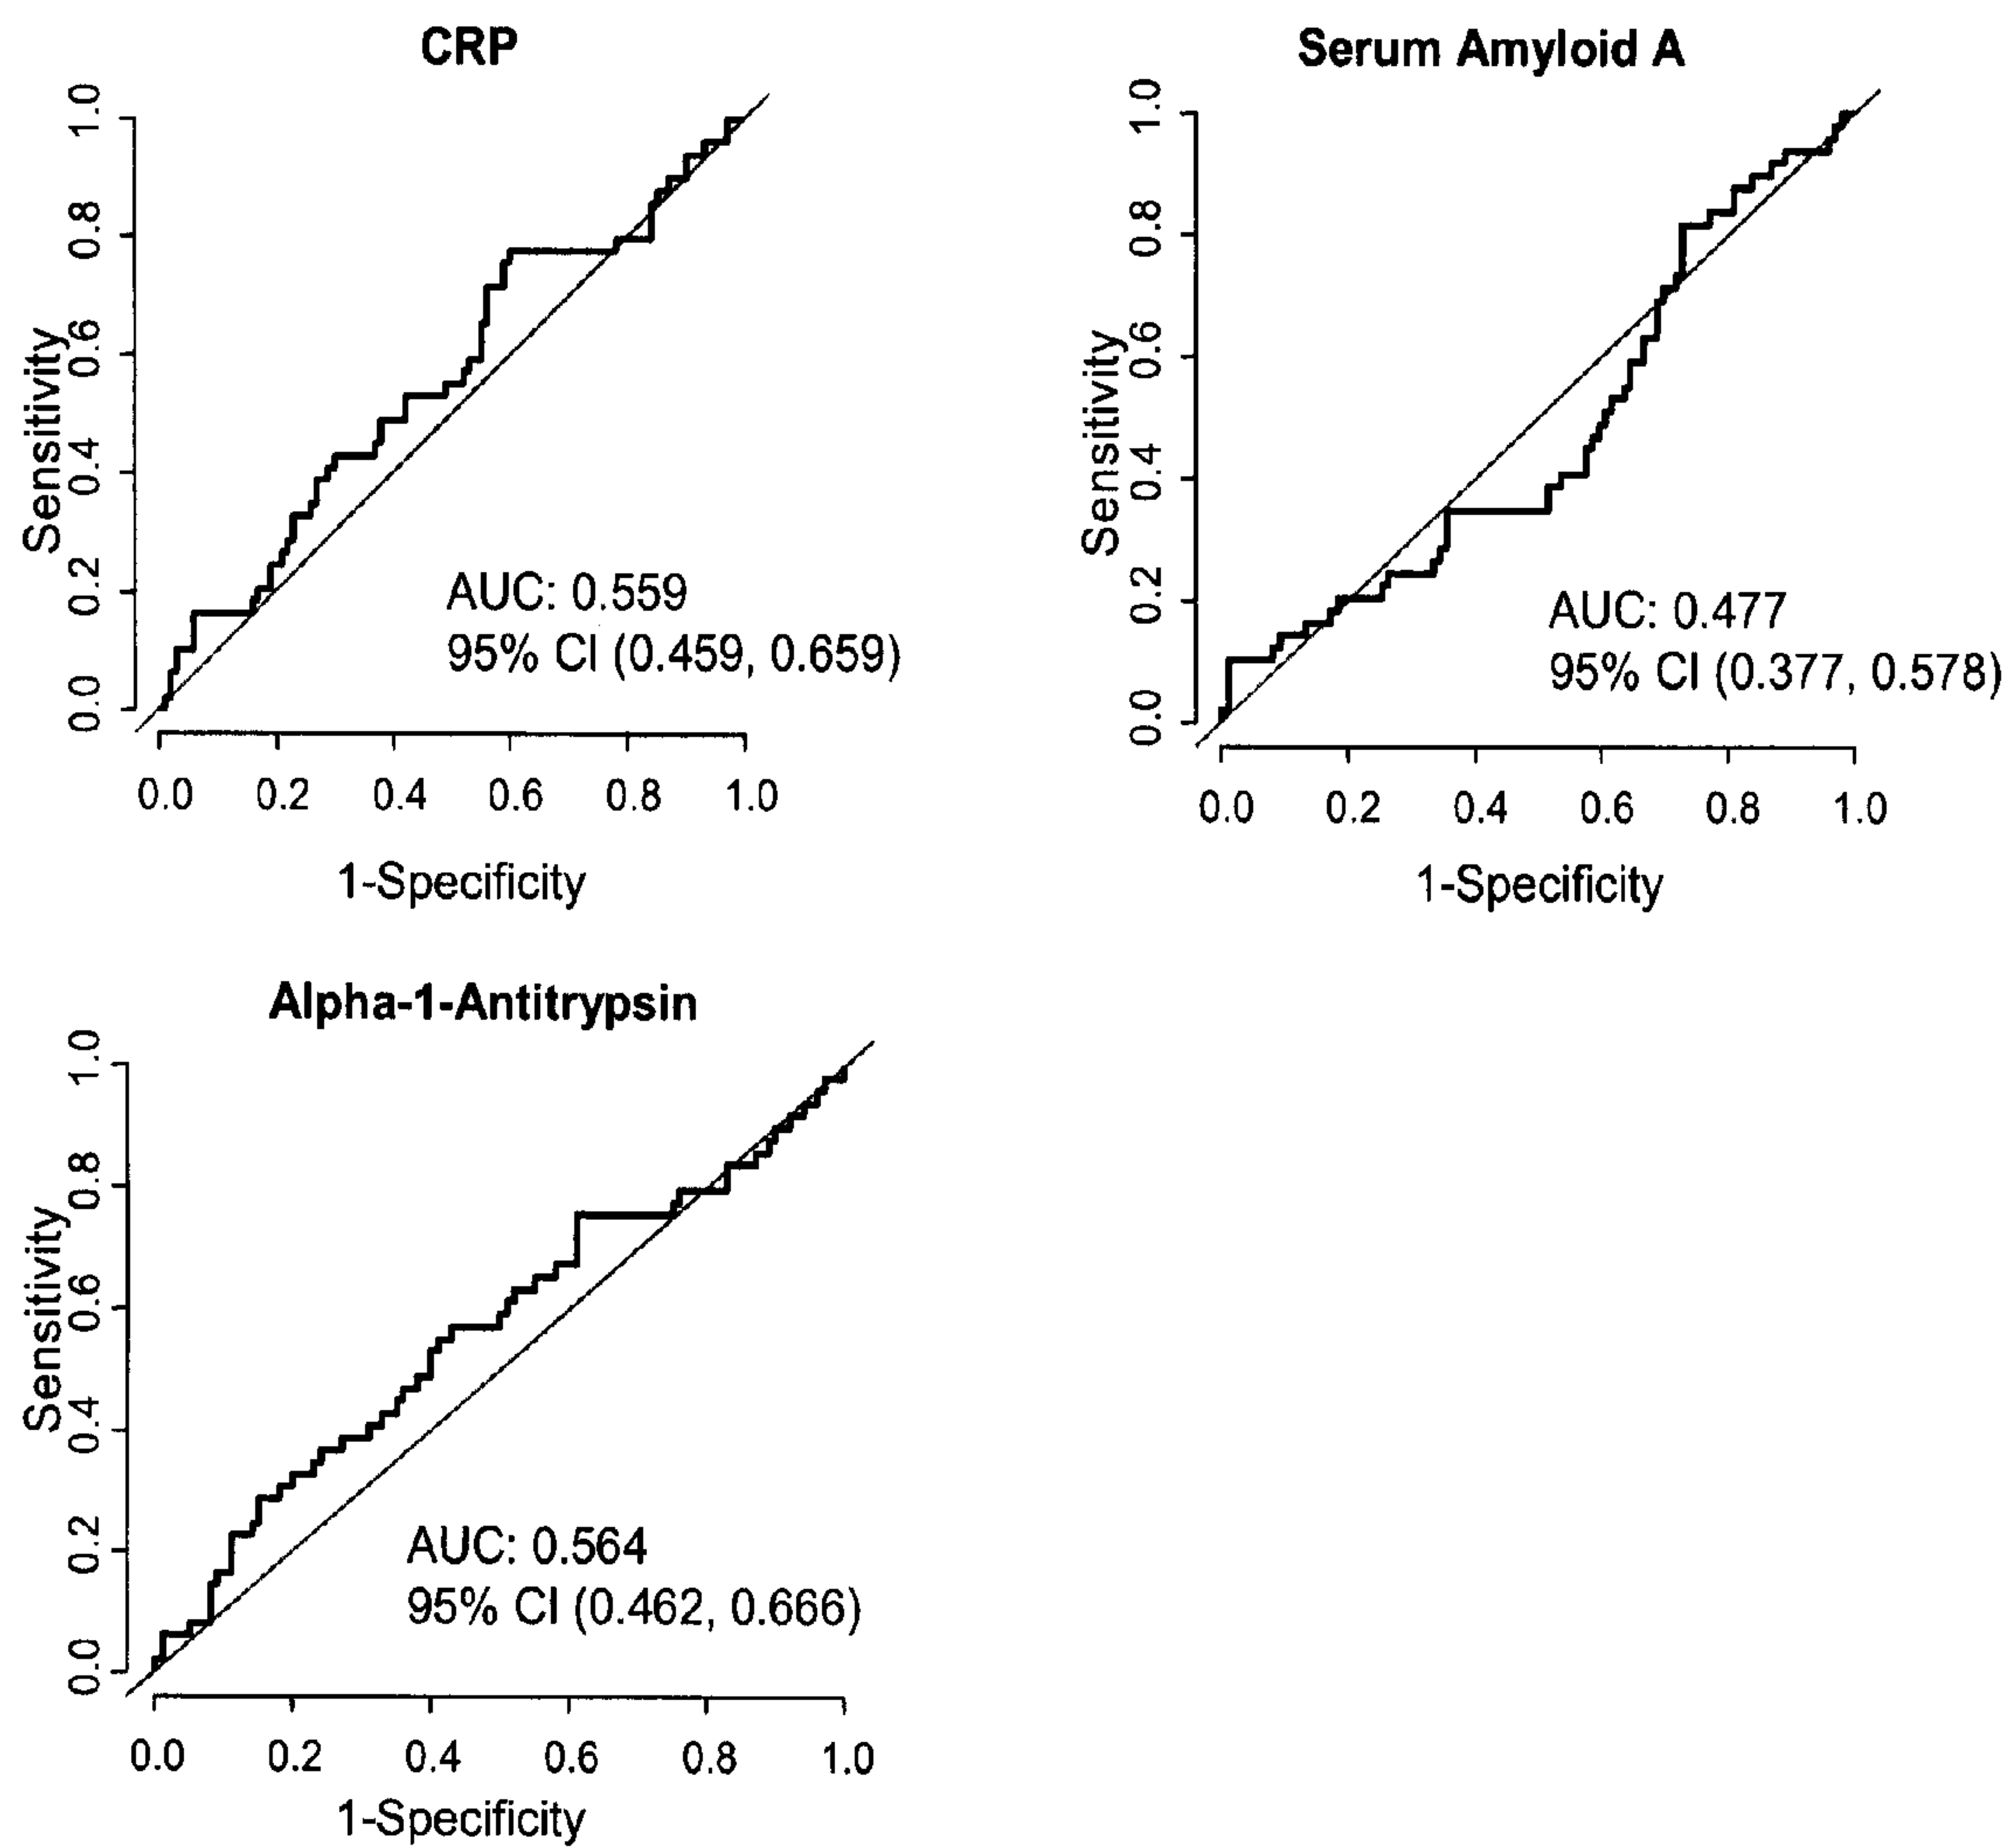 CRP
Sensitivity
1.0
0.8
0.6
0.4
0.2
0.0
AUC: 0.559
95% CI (0.459, 0.659)
0.0 0.2 0.4 0.6 0.8 1.0
1-Specificity
Serum Amyloid A
Sensitivity
1.0
0.8
0.6
0.4
0.2
0.0
AUC: 0.477
95% CI (0.377, 0.578)
0.0 0.2 0.4 0.6 0.8 1.0
1-Specificity
Alpha-1-Antitrypsin
Sensitivity
1.0
0.8
0.6
0.4
0.2
0.0
AUC: 0.564
95% CI (0.462, 0.666)
0.0 0.2 0.4 0.6 0.8 1.0
1-Specificity